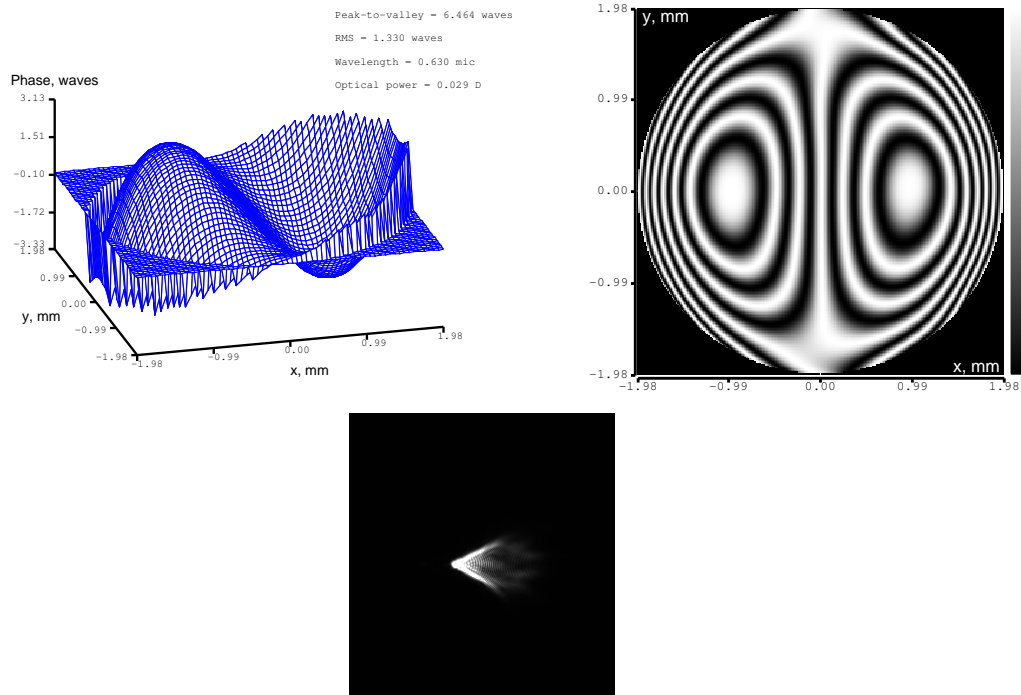 Peak-to-valley = 6.464 waves
RMS = 1.330 waves
Wavelength = 0.630 mic
Optical power = 0.029 D
Phase, waves
3.13
1.51
-0.10
-1.72
-3.33
1.98
0.99
0.00
-0.99
-1.98
y, mm
-1.98
-0.99
0.00
0.99
1.98
x, mm
1.98
0.99
0.00
-0.99
-1.98
y, mm
x, mm
-1.98
-0.99
0.00
0.99
1.98